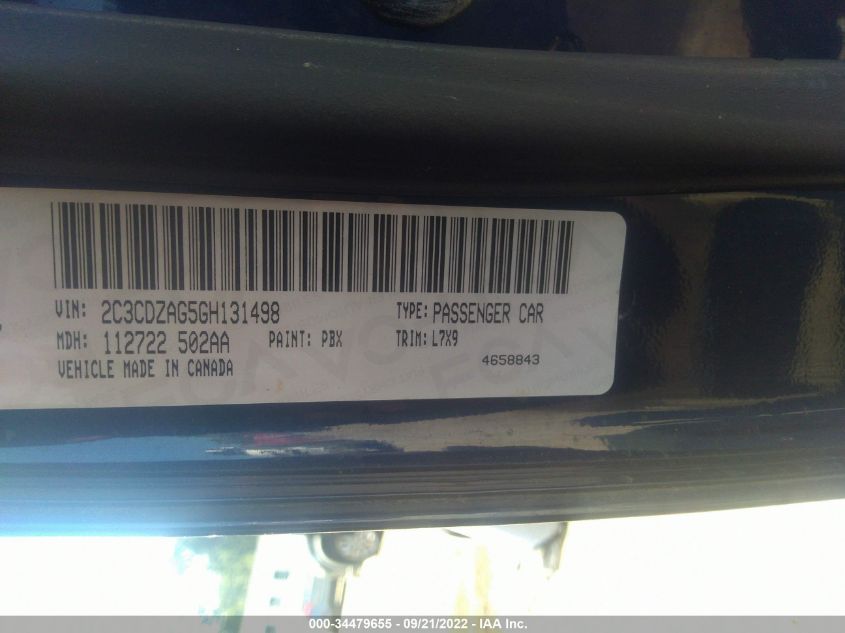 VIN: 2C3CDZAG5GH131498 TYPE: PASSENGER CAR
MDH: 112722 502AA PAINT: PBX TRIM: L7X9
VEHICLE MADE IN CANADA 4658843
000-34479655 - 09/21/2022 - IAA Inc.